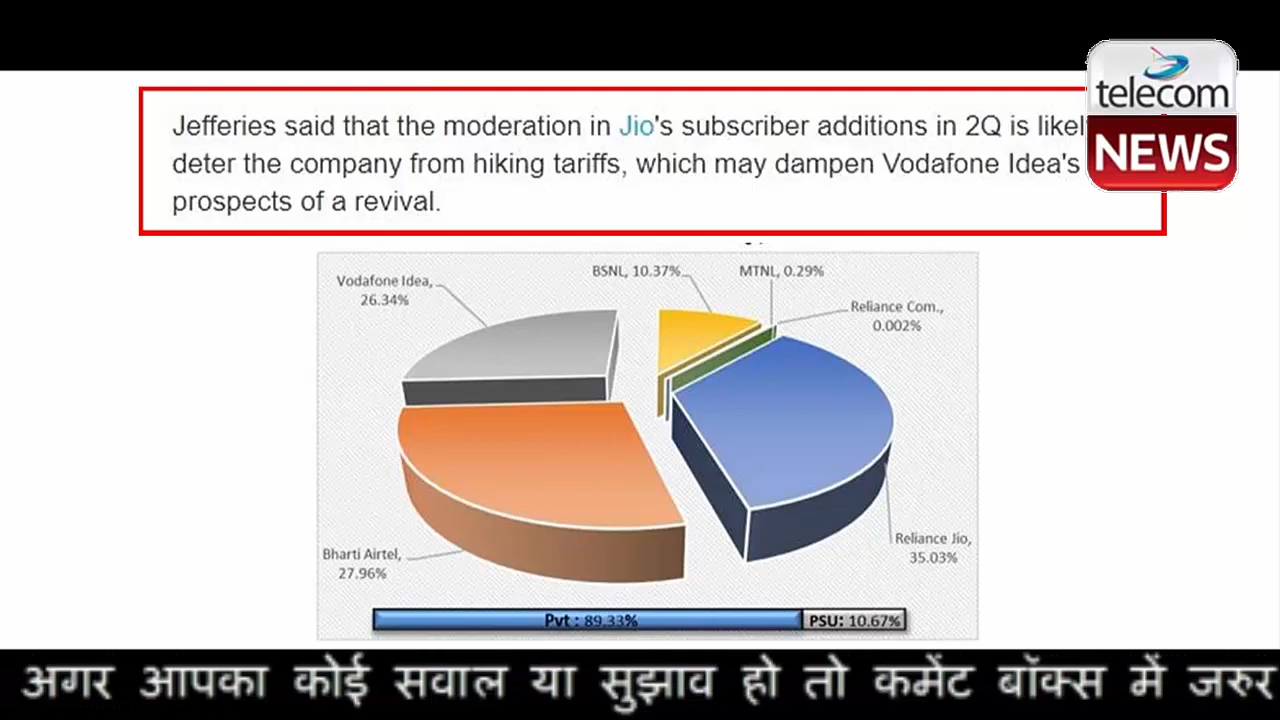 telecom
NEWS
Jefferies said that the moderation in Jio's subscriber additions in 2Q is likel
deter the company from hiking tariffs, which may dampen Vodafone Idea's
prospects of a revival.
Vodafone Idea,
26.34%
BSNL, 10.37%
MTNL, 0.29%
Reliance Com.,
0.002%
Reliance Jio,
35.03%
Bharti Airtel,
27.96%
Pvt : 89.33%
PSU: 10.67%
अगर आपका कोई सवाल या सुझाव हो तो कमेंट बॉक्स में जरुर